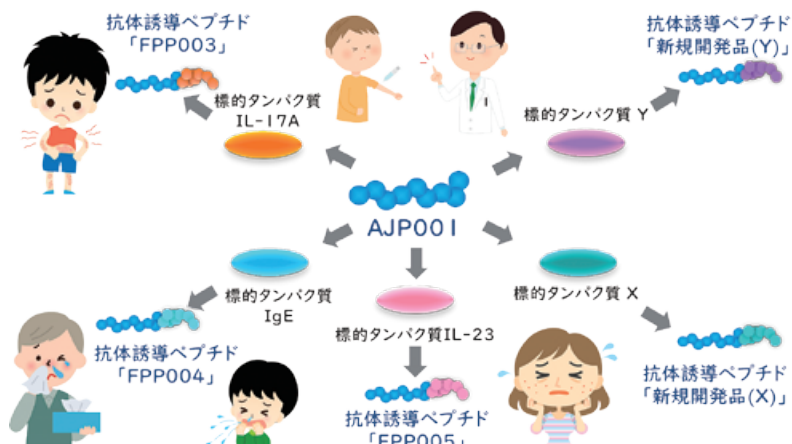 抗体誘導ペプチド
「FPP003」
標的タンパク質
IL-17A
抗体誘導ペプチド
「新規開発品(Y)」
標的タンパク質 Y
AJP001
標的タンパク質
IgE
標的タンパク質 X
標的タンパク質IL-23
抗体誘導ペプチド
「FPP004」
抗体誘導ペプチド
「新規開発品(X)」
抗体誘導ペプチド
「FPP005」